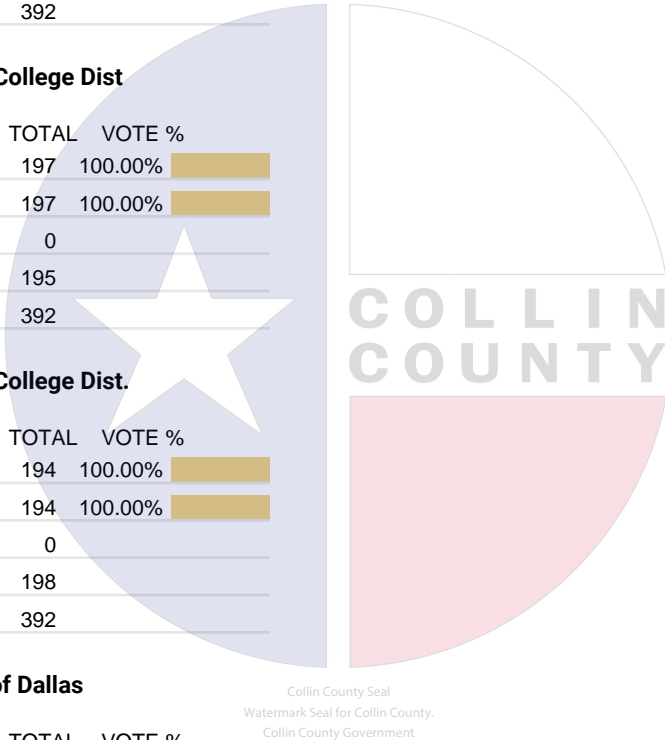 392
College Dist
TOTAL VOTE %
197 100.00%
197 100.00%
0
195
392
College Dist.
TOTAL VOTE %
194 100.00%
194 100.00%
0
198
392
of Dallas
TOTAL VOTE %
COLLIN
COUNTY
Collin County Seal
Watermark Seal for Collin County.
Collin County Government